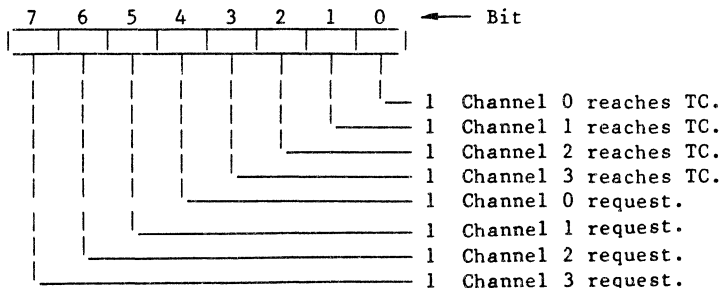 7 6 5 4 3 2 1 0 Bit
1 Channel 0 reaches TC.
1 Channel 1 reaches TC.
1 Channel 2 reaches TC.
1 Channel 3 reaches TC.
1 Channel 0 request.
1 Channel 1 request.
1 Channel 2 request.
1 Channel 3 request.